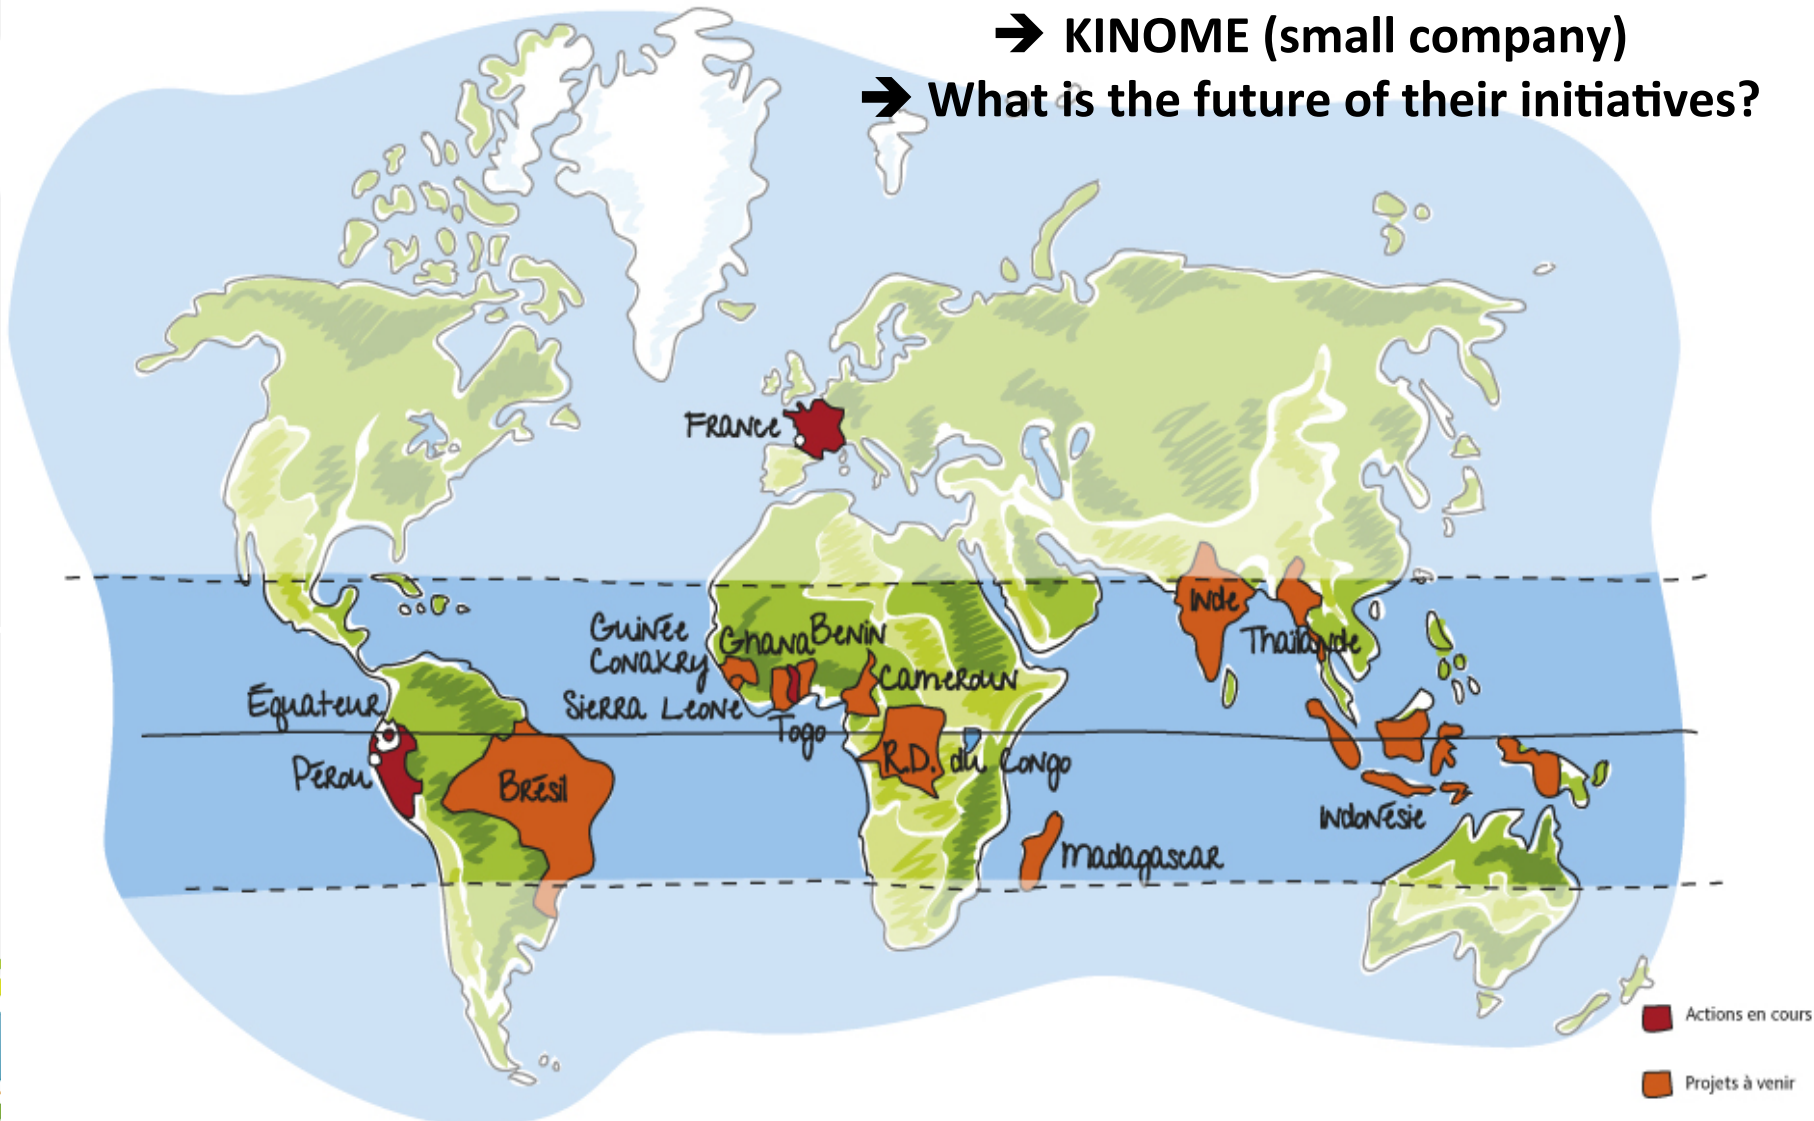 ➔ KINOME (small company)
➔ What is the future of their initiatives?
France
Guinée
Conakry
Ghana
Benin
Cameroun
Sierra Leone
Togo
R.D. du Congo
Équateur
Pérou
Brésil
Inde
Thaïlande
Indonésie
Madagascar
Actions en cours
Projets à venir